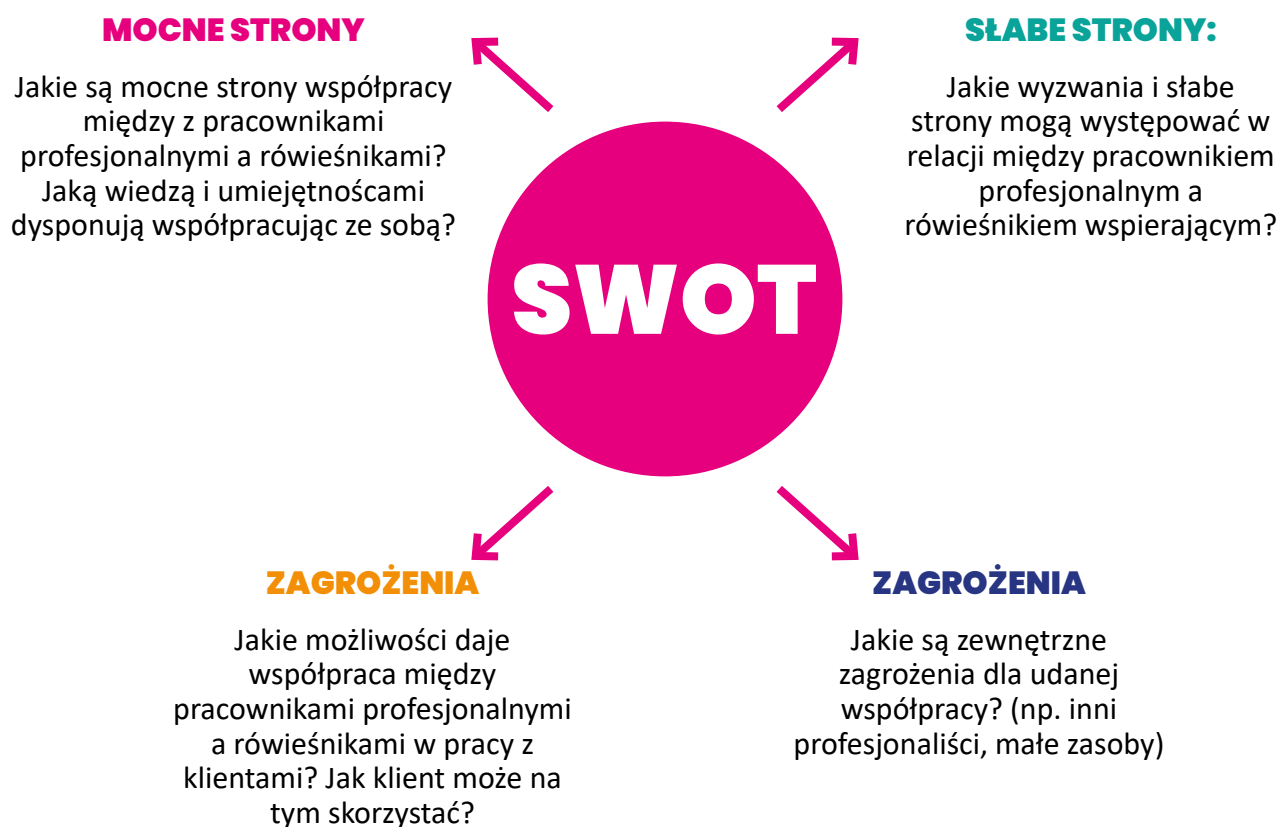 MOCNE STRONY
Jakie są mocne strony współpracy
między z pracownikami
profesjonalnymi a rówieśnikami?
Jaką wiedzą i umiejętnościami
dysponują współpracując ze sobą?
SŁABE STRONY:
Jakie wyzwania i słabe
strony mogą występować w
relacji między pracownikiem
profesjonalnym a
rówieśnikiem wspierającym?
SWOT
ZAGROŻENIA
Jakie możliwości daje
współpraca między
pracownikami profesjonalnymi
a rówieśnikami w pracy z
klientami? Jak klient może na
tym skorzystać?
ZAGROŻENIA
Jakie są zewnętrzne
zagrożenia dla udanej
współpracy? (np. inni
profesjonaliści, małe zasoby)